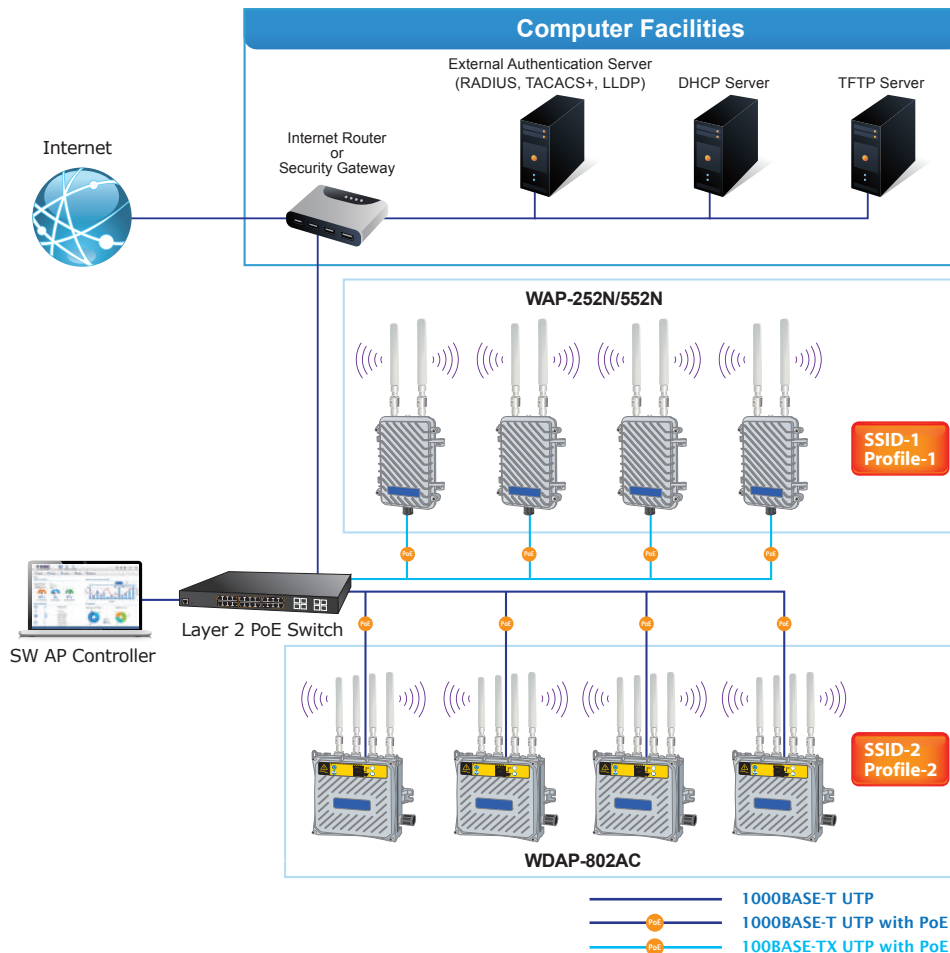 Computer Facilities
External Authentication Server
(RADIUS, TACACS+, LLDP)
DHCP Server
TFTP Server
Internet Router
or
Security Gateway
Internet
WAP-252N/552N
SSID-1
Profile-1
PoE
PoE
PoE
PoE
SW AP Controller
Layer 2 PoE Switch
PoE
PoE
PoE
PoE
SSID-2
Profile-2
WDAP-802AC
1000BASE-T UTP
PoE
1000BASE-T UTP with PoE
PoE
100BASE-TX UTP with PoE